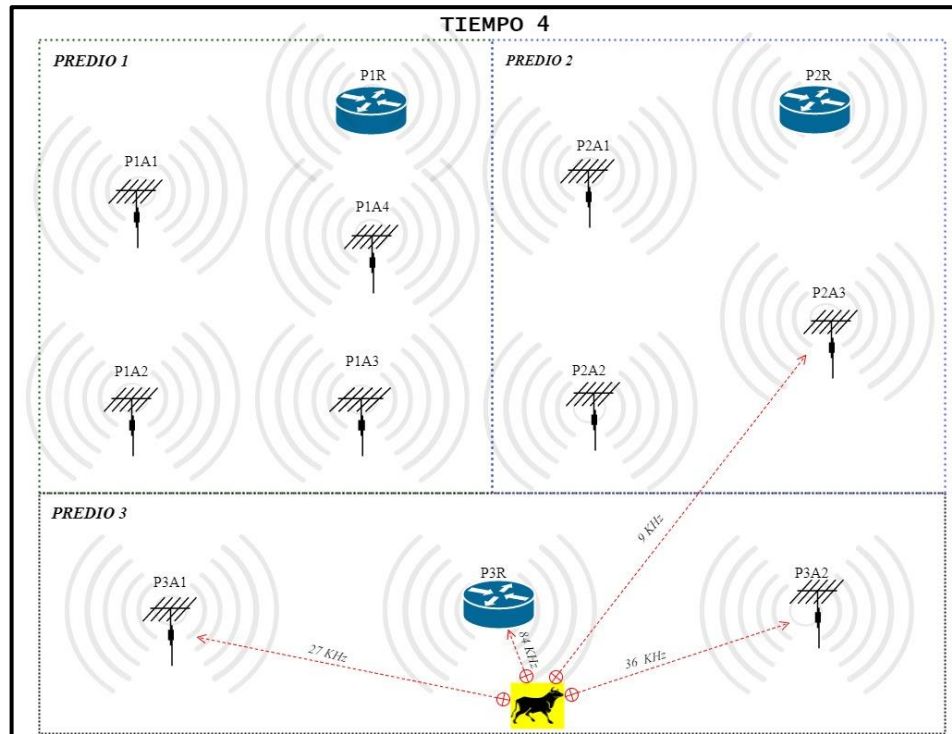 TIEMPO 4
PREDIO 1
P1R
P1A1
P1A4
P1A2
P1A3
PREDIO 2
P2R
P2A1
P2A3
P2A2
9 KHz
PREDIO 3
P3A1
P3R
P3A2
27 KHz
84 KHz
36 KHz